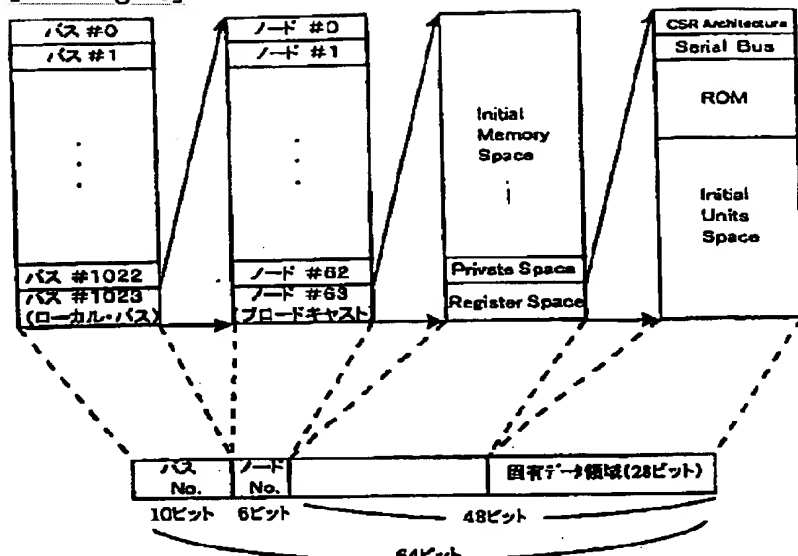 バス #0
バス #1
バス #1022
バス #1023
(ローカル・バス)
ノード #0
ノード #1
ノード #62
ノード #63
(ブロードキャスト)
Initial
Memory
Space
Private Space
Register Space
CSR Architecture
Serial Bus
ROM
Initial
Units
Space
バス
No.
ノード
No.
固有データ領域(28ビット)
10ビット
6ビット
48ビット
64ビット